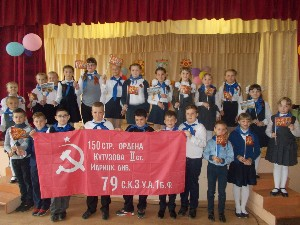 150 СТР. ОРДЕНА
КУТУЗОВА II СТ.
ИДРИЦК. ДИВ.
79 С.К. 3 У.А. 1 Б.Ф.